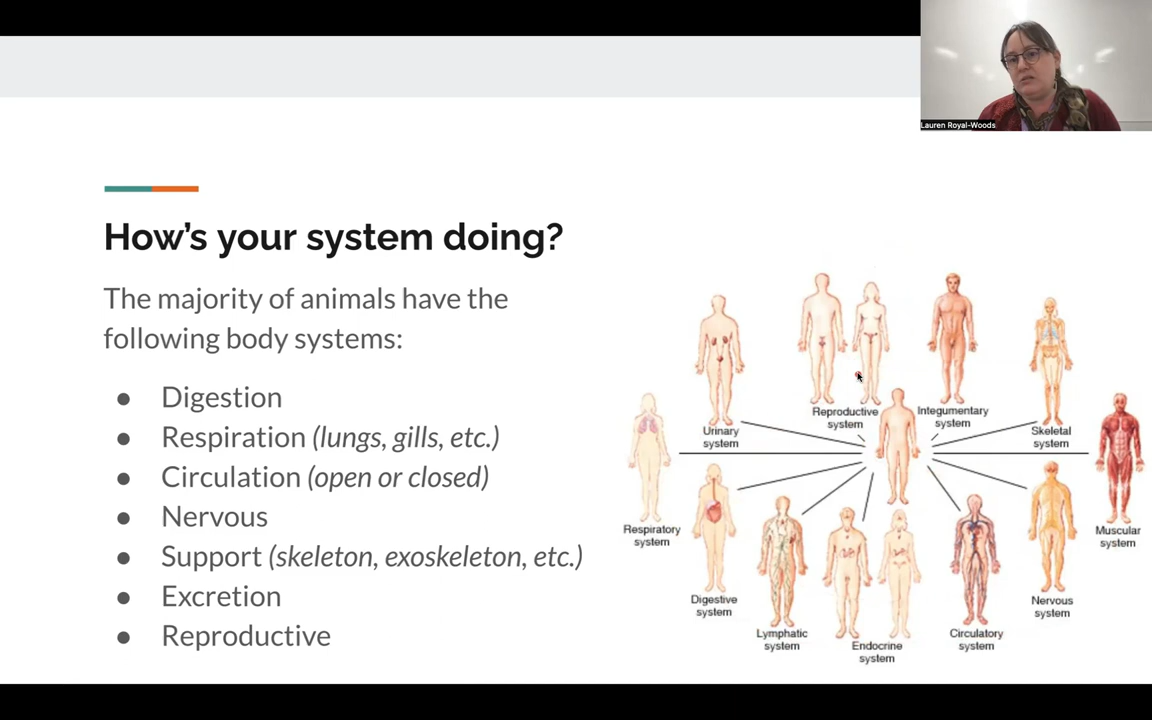 Lauren Royal-Woods
How's your system doing?
The majority of animals have the
following body systems:
● Digestion
● Respiration (lungs, gills, etc.)
● Circulation (open or closed)
● Nervous
● Support (skeleton, exoskeleton, etc.)
● Excretion
● Reproductive
Urinary
system
Reproductive
system
Integumentary
system
Skeletal
system
Respiratory
system
Muscular
system
Digestive
system
Nervous
system
Lymphatic
system
Endocrine
system
Circulatory
system